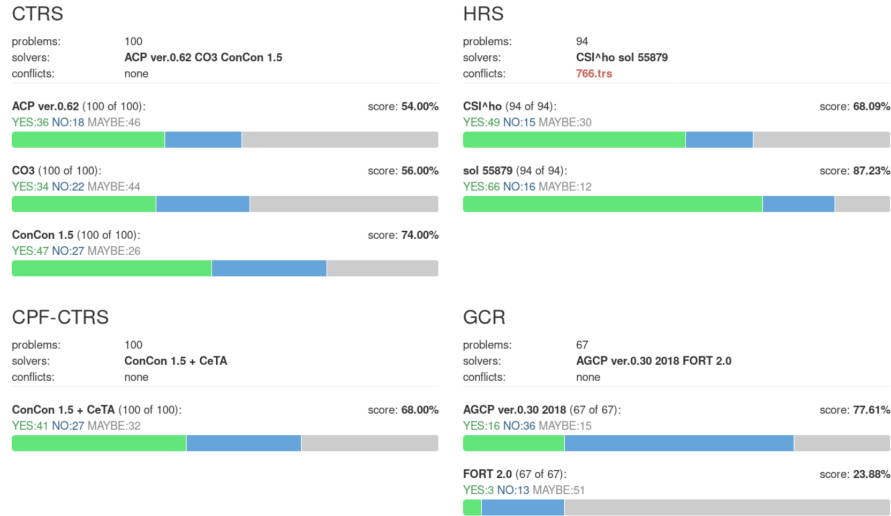 CTRS
problems: 100
solvers: ACP ver.0.62 CO3 ConCon 1.5
conflicts: none
ACP ver.0.62 (100 of 100): score: 54.00%
YES:36 NO:18 MAYBE:46
CO3 (100 of 100): score: 56.00%
YES:34 NO:22 MAYBE:44
ConCon 1.5 (100 of 100): score: 74.00%
YES:47 NO:27 MAYBE:26
HRS
problems: 94
solvers: CSI^ho sol 55879
conflicts: 766.trs
CSI^ho (94 of 94): score: 68.09%
YES:49 NO:15 MAYBE:30
sol 55879 (94 of 94): score: 87.23%
YES:66 NO:16 MAYBE:12
CPF-CTRS
problems: 100
solvers: ConCon 1.5 + CeTA
conflicts: none
ConCon 1.5 + CeTA (100 of 100): score: 68.00%
YES:41 NO:27 MAYBE:32
GCR
problems: 67
solvers: AGCP ver.0.30 2018 FORT 2.0
conflicts: none
AGCP ver.0.30 2018 (67 of 67): score: 77.61%
YES:16 NO:36 MAYBE:15
FORT 2.0 (67 of 67): score: 23.88%
YES:3 NO:13 MAYBE:51